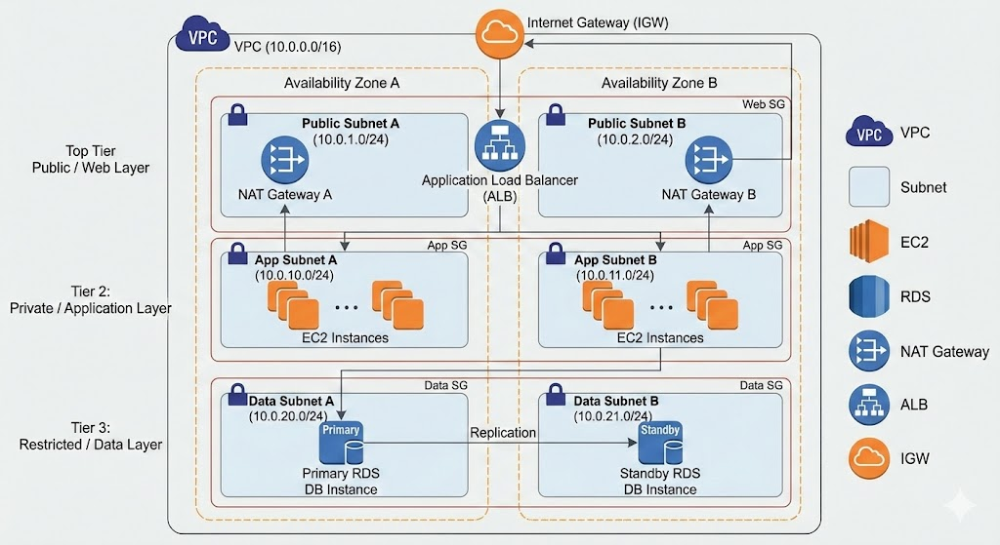 Internet Gateway (IGW)
VPC
VPC (10.0.0.0/16)
Availability Zone A
Availability Zone B
Web SG
Top Tier
Public / Web Layer
Public Subnet A
(10.0.1.0/24)
NAT Gateway A
Application Load Balancer
(ALB)
Public Subnet B
(10.0.2.0/24)
NAT Gateway B
App SG
App SG
Tier 2:
Private / Application Layer
App Subnet A
(10.0.10.0/24)
...
EC2 Instances
App Subnet B
(10.0.11.0/24)
...
EC2 Instances
Data SG
Data SG
Tier 3:
Restricted / Data Layer
Data Subnet A
(10.0.20.0/24)
Primary
Primary RDS
DB Instance
Replication
Data Subnet B
(10.0.21.0/24)
Standby
Standby RDS
DB Instance
VPC
VPC
Subnet
EC2
RDS
NAT Gateway
ALB
IGW